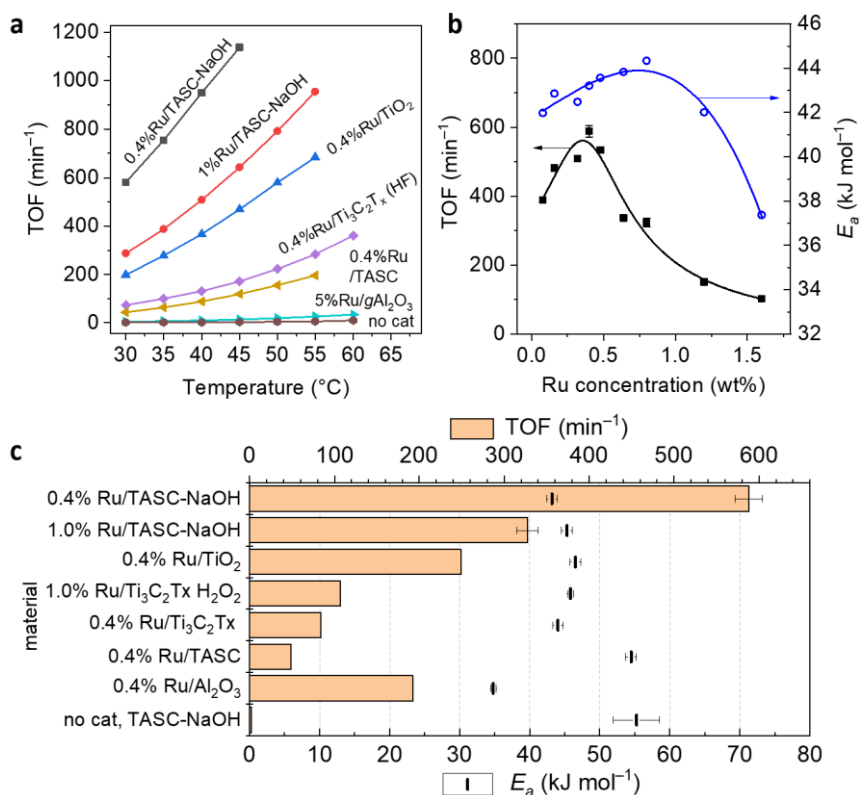 a
TOF (min⁻¹)
1200
1000
800
600
400
200
0
0.4%Ru/TASC-NaOH
1%Ru/TASC-NaOH
0.4%Ru/TiO₂
0.4%Ru/Ti₃C₂Tₓ (HF)
0.4%Ru
/TASC
5%Ru/gAl₂O₃
no cat
30 35 40 45 50 55 60 65
Temperature (°C)
b
TOF (min⁻¹)
800
600
400
200
0
46
44
42
40
38
36
34
32
Eₐ
(kJ mol⁻¹)
0.0 0.5 1.0 1.5
Ru concentration (wt%)
c
TOF (min⁻¹)
0 100 200 300 400 500 600
material
0.4% Ru/TASC-NaOH
1.0% Ru/TASC-NaOH
0.4% Ru/TiO₂
1.0% Ru/Ti₃C₂Tx H₂O₂
0.4% Ru/Ti₃C₂Tx
0.4% Ru/TASC
0.4% Ru/Al₂O₃
no cat, TASC-NaOH
0 10 20 30 40 50 60 70 80
Eₐ (kJ mol⁻¹)